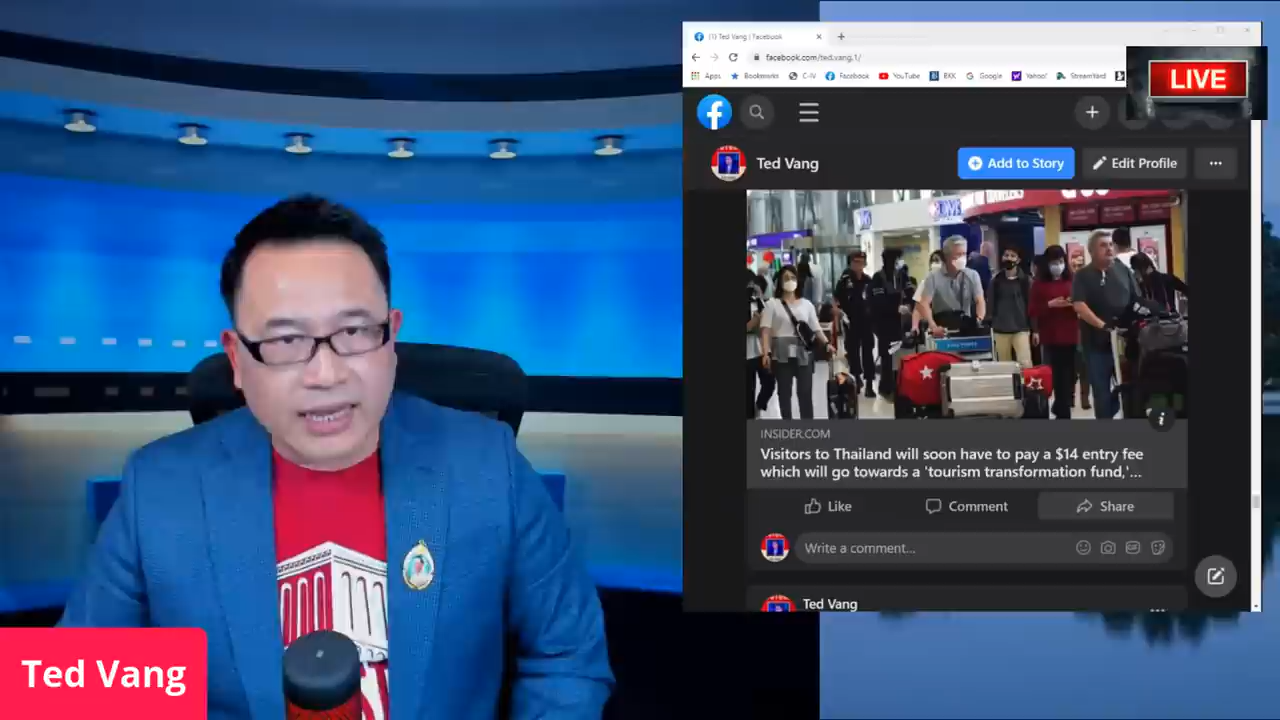 (1) Ted Vang | Facebook
facebook.com/ted.vang.1/
Apps Bookmarks C-IV Facebook YouTube BKK Google Yahoo! StreamYard
LIVE
Ted Vang
Add to Story
Edit Profile
INSIDER.COM
Visitors to Thailand will soon have to pay a $14 entry fee
which will go towards a 'tourism transformation fund,'...
Like
Comment
Share
Write a comment...
GIF
Ted Vang
Ted Vang